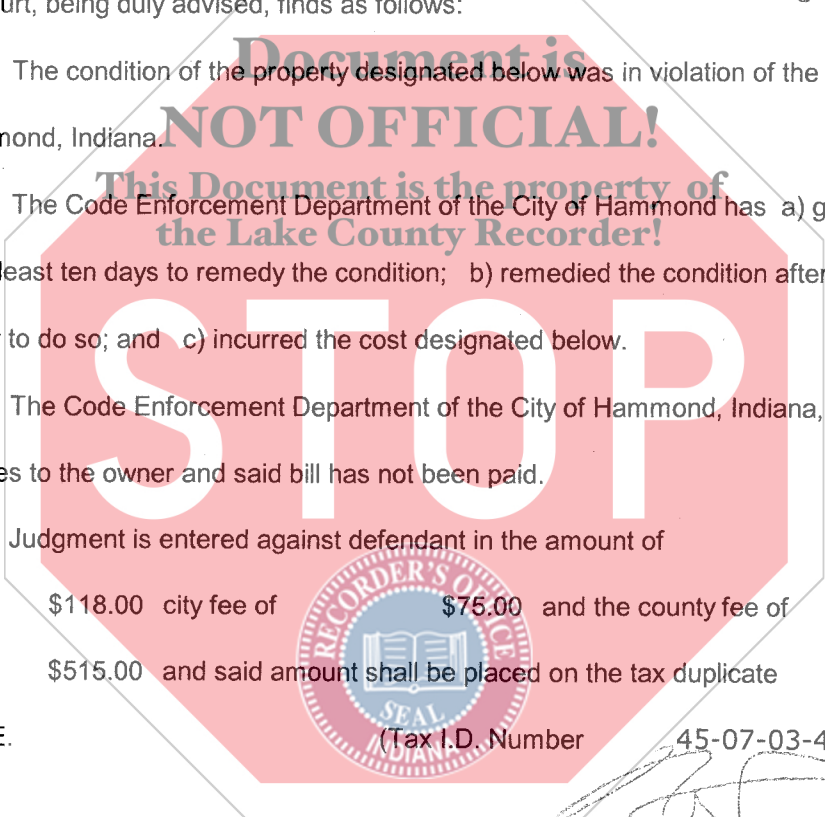 urt, being duly advised, finds as follows:
Document is
The condition of the property designated below was in violation of the
NOT OFFICIAL!
mond, Indiana.
This Document is the property of
The Code Enforcement Department of the City of Hammond has a) g
the Lake County Recorder!
least ten days to remedy the condition; b) remedied the condition after
to do so; and c) incurred the cost designated below.
STOP
The Code Enforcement Department of the City of Hammond, Indiana,
es to the owner and said bill has not been paid.
Judgment is entered against defendant in the amount of
$118.00 city fee of $75.00 and the county fee of
$515.00 and said amount shall be placed on the tax duplicate
RECORDER'S OFFICE
SEAL
INDIANA
E. (Tax I.D. Number 45-07-03-4